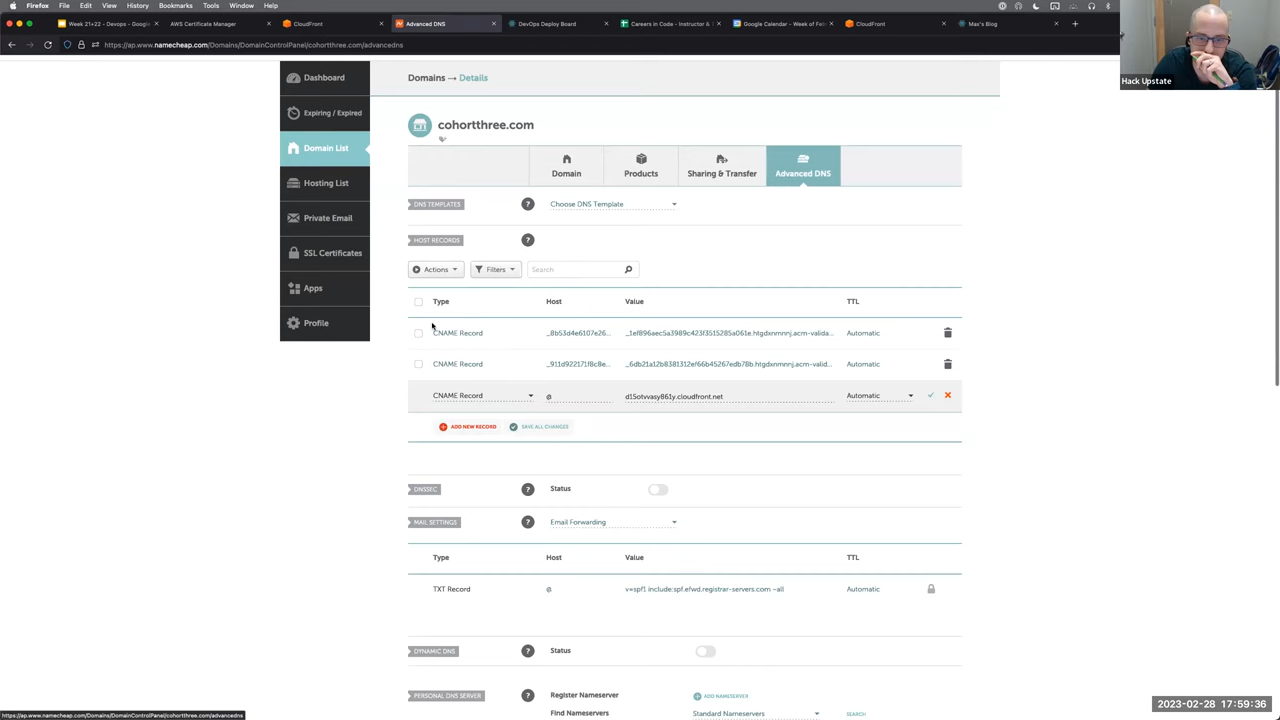 Firefox File Edit View History Bookmarks Tools Window Help
Week 21+22 - Devops - Google
AWS Certificate Manager
CloudFront
Advanced DNS
DevOps Deploy Board
Careers in Code - Instructor & T
Google Calendar - Week of Feb
CloudFront
Max's Blog
https://ap.www.namecheap.com/Domains/DomainControlPanel/cohortthree.com/advancedns
Hack Upstate
Dashboard
Expiring / Expired
Domain List
Hosting List
Private Email
SSL Certificates
Apps
Profile
Domains → Details
cohortthree.com
Domain
Products
Sharing & Transfer
Advanced DNS
DNS TEMPLATES ? Choose DNS Template
HOST RECORDS ?
Actions Filters Search
Type Host Value TTL
CNAME Record _8b53d4e6107e26... _1ef896aec5a3989c423f3515285a061e.htgdxnmnnj.acm-valida... Automatic
CNAME Record _911d922171f8c8e... _6db21a12b8381312ef66b45267edb78b.htgdxnmnnj.acm-valid... Automatic
CNAME Record @ d15otvvasy861y.cloudfront.net Automatic
ADD NEW RECORD SAVE ALL CHANGES
DNSSEC ? Status
MAIL SETTINGS ? Email Forwarding
Type Host Value TTL
TXT Record @ v=spf1 include:spf.efwd.registrar-servers.com ~all Automatic
DYNAMIC DNS ? Status
PERSONAL DNS SERVER ? Register Nameserver ADD NAMESERVER
Find Nameservers Standard Nameservers SEARCH
https://ap.www.namecheap.com/Domains/DomainControlPanel/cohortthree.com/advancedns
2023-02-28 17:59:36